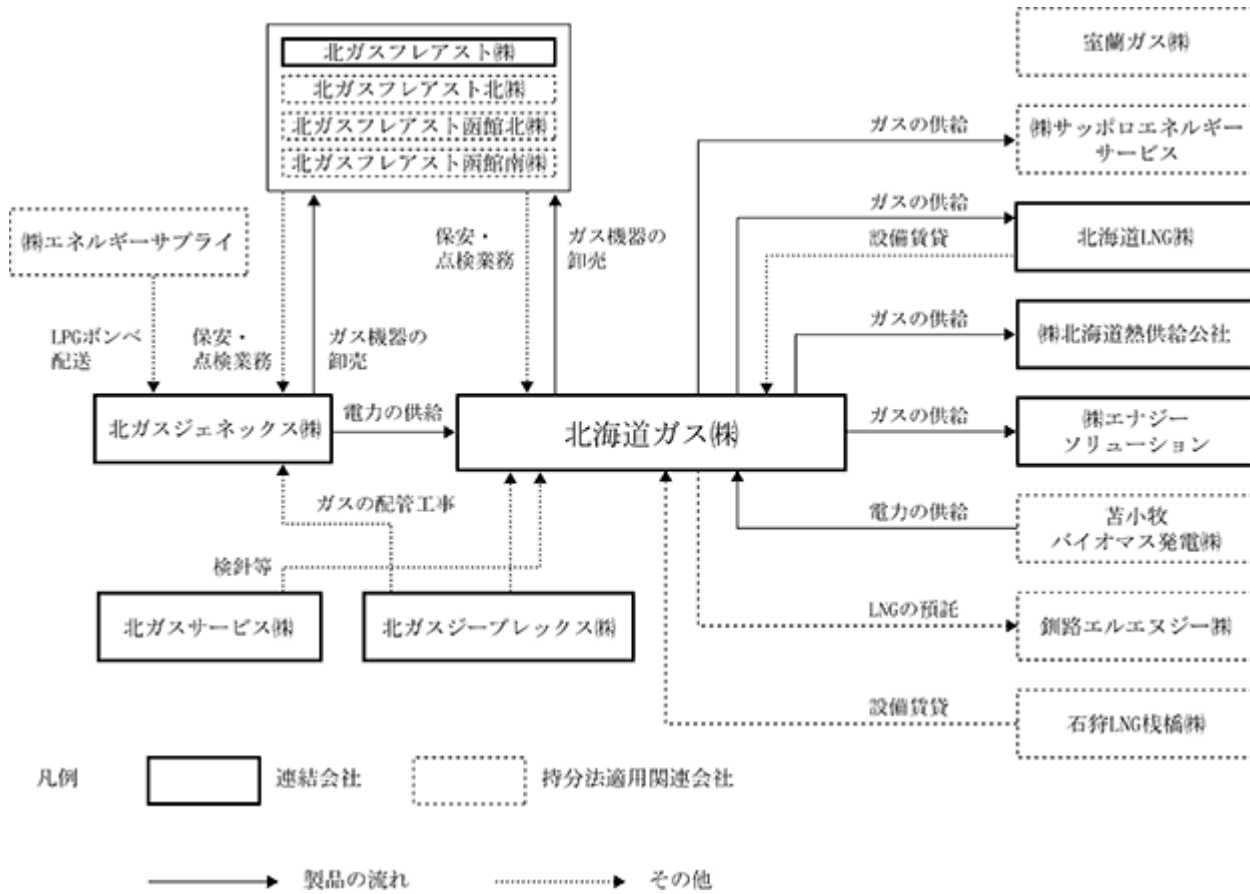 北ガスフレアスト㈱
北ガスフレアスト北㈱
北ガスフレアスト函館北㈱
北ガスフレアスト函館南㈱
室蘭ガス㈱
ガスの供給
㈱サッポロエネルギー
サービス
㈱エネルギーサプライ
保安・
点検業務
ガス機器の
卸売
ガスの供給
設備賃貸
北海道LNG㈱
LPGボンベ
配送
保安・
点検業務
ガス機器の
卸売
ガスの供給
㈱北海道熱供給公社
北ガスジェネックス㈱
電力の供給
北海道ガス㈱
ガスの供給
㈱エナジー
ソリューション
ガスの配管工事
電力の供給
苫小牧
バイオマス発電㈱
検針等
北ガスサービス㈱
北ガスジープレックス㈱
LNGの預託
釧路エルエヌジー㈱
設備賃貸
石狩LNG桟橋㈱
凡例
連結会社
持分法適用関連会社
製品の流れ
その他